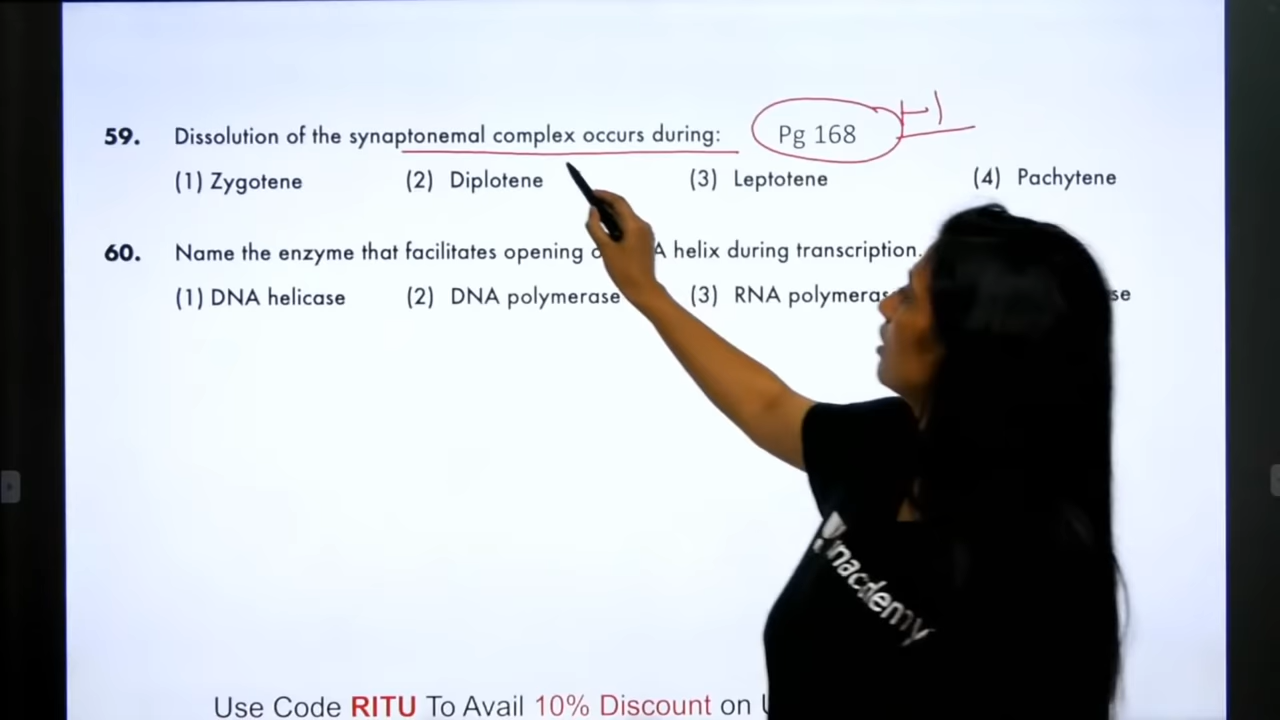 59. Dissolution of the synaptonemal complex occurs during: Pg 168
(1) Zygotene (2) Diplotene (3) Leptotene (4) Pachytene
60. Name the enzyme that facilitates opening helix during transcription.
(1) DNA helicase (2) DNA polymerase (3) RNA
unacdemy
Use Code RITU To Avail 10% Discount on